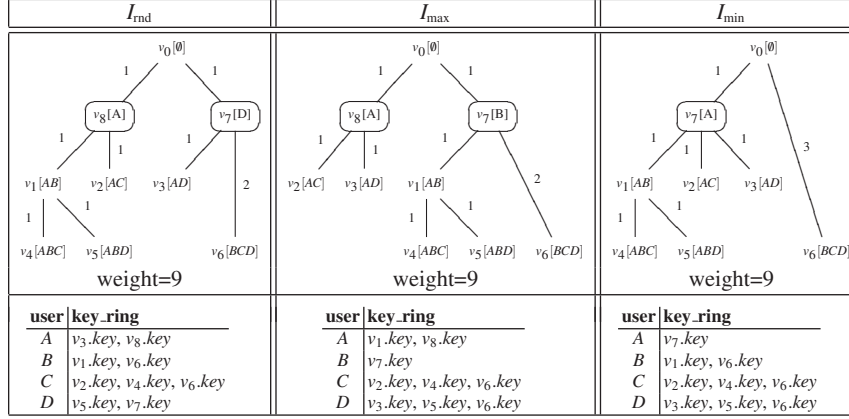 I_rnd I_max I_min
v0[∅] v0[∅] v0[∅]
1 1 1 1 1
v8[A] v7[D] v8[A] v7[B] v7[A]
3
1 1 1 2 1 1 1 2 1 1 1
v1[AB] v2[AC] v3[AD] v2[AC] v3[AD] v1[AB] v1[AB] v2[AC] v3[AD]
1 1 1 1 1 1
v4[ABC] v5[ABD] v6[BCD] v4[ABC] v5[ABD] v6[BCD] v4[ABC] v5[ABD] v6[BCD]
weight=9 weight=9 weight=9
user key_ring user key_ring user key_ring
A v3.key, v8.key A v1.key, v8.key A v7.key
B v1.key, v6.key B v7.key B v1.key, v6.key
C v2.key, v4.key, v6.key C v2.key, v4.key, v6.key C v2.key, v4.key, v6.key
D v5.key, v7.key D v3.key, v5.key, v6.key D v3.key, v5.key, v6.key